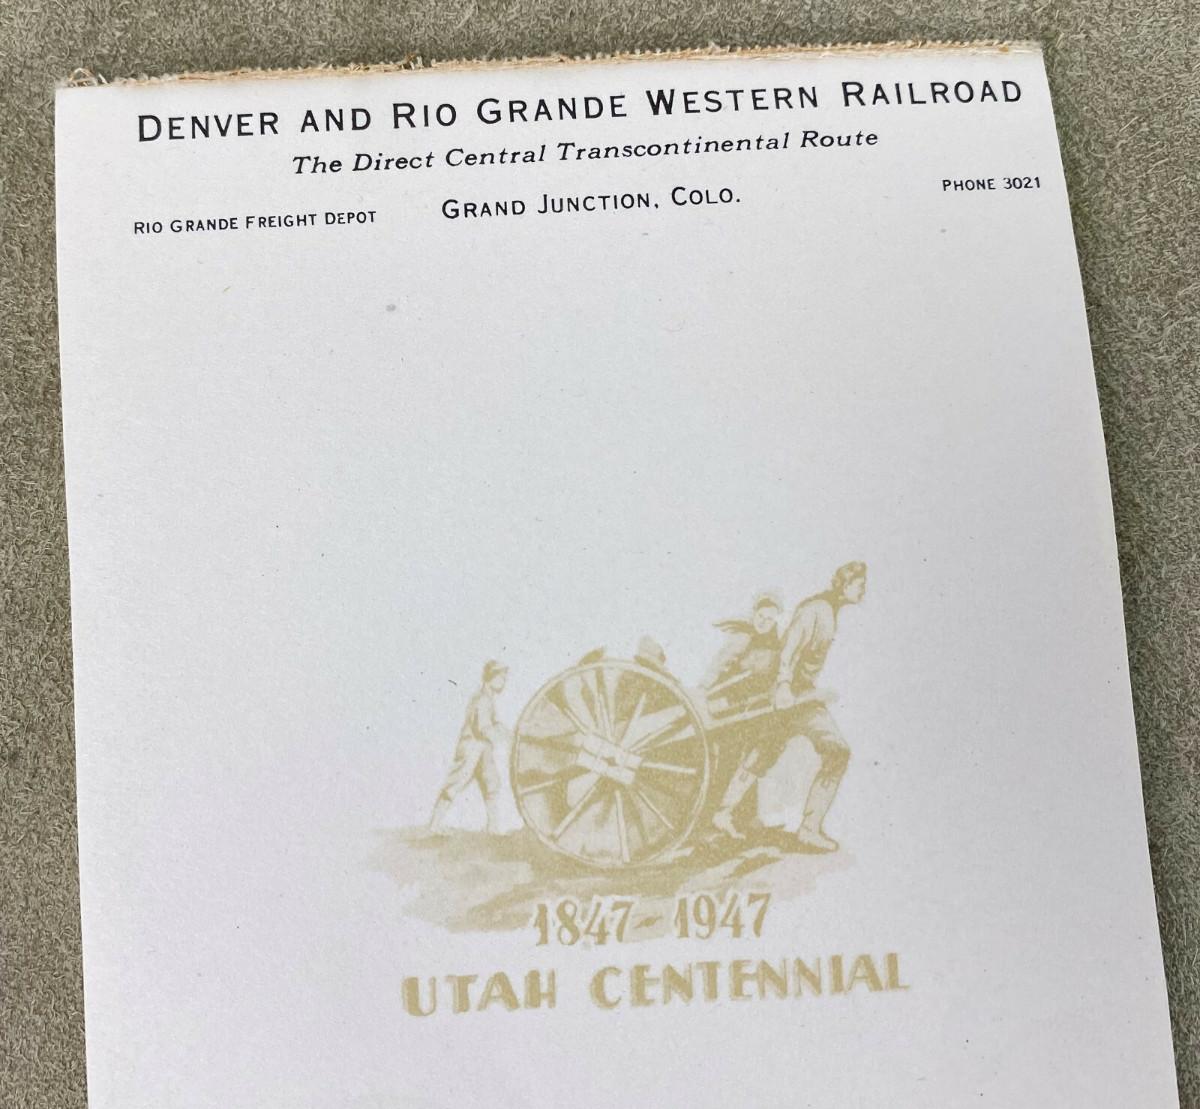 DENVER AND RIO GRANDE WESTERN RAILROAD
The Direct Central Transcontinental Route
RIO GRANDE FREIGHT DEPOT GRAND JUNCTION, COLO. PHONE 3021
1847-1947
UTAH CENTENNIAL